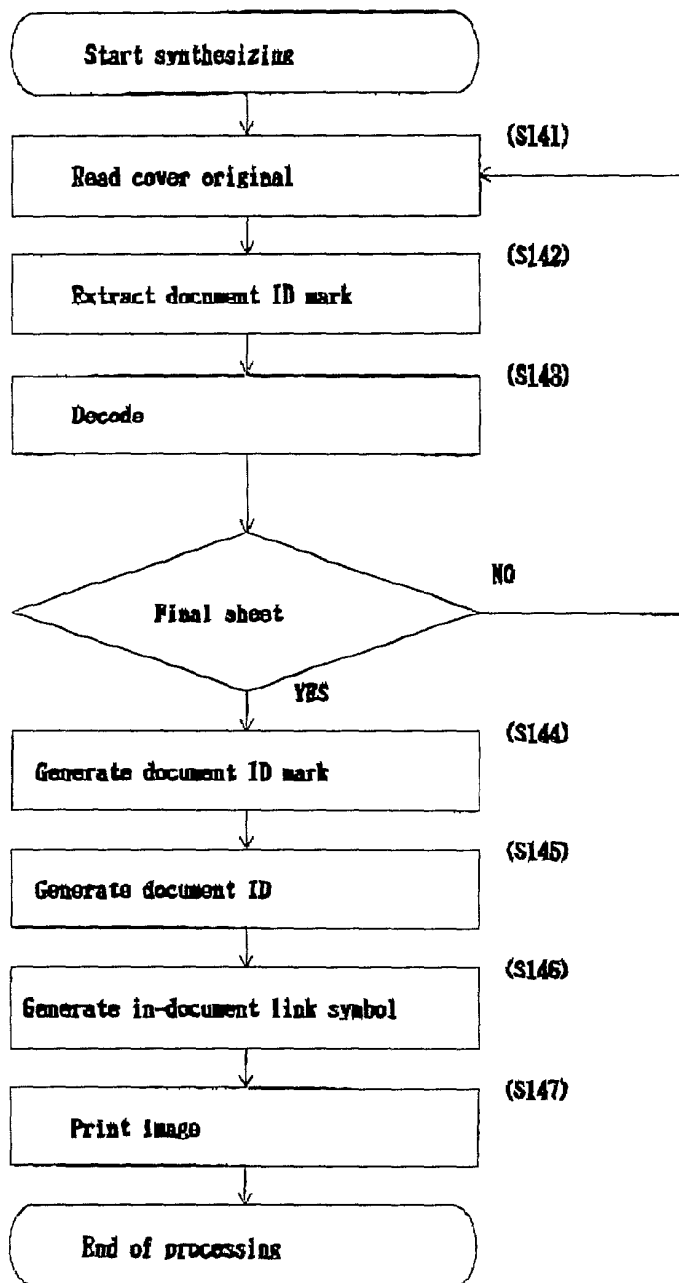 Start synthesizing
(S141)
Read cover original
(S142)
Extract document ID mark
(S143)
Decode
NO
Final sheet
YES
(S144)
Generate document ID mark
(S145)
Generate document ID
(S146)
Generate in-document link symbol
(S147)
Print image
End of processing